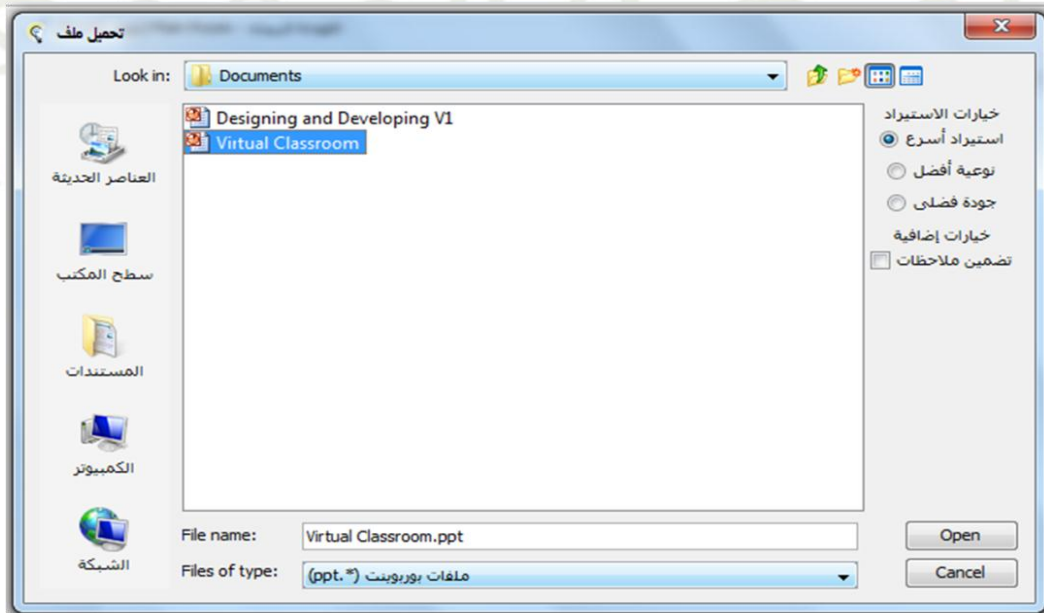 تحميل ملف
Look in:
Documents
العناصر الحديثة
سطح المكتب
المستندات
الكمبيوتر
الشبكة
Designing and Developing V1
Virtual Classroom
خيارات الاستيراد
استيراد أسرع
نوعية أفضل
جودة فضلى
خيارات إضافية
تضمين ملاحظات
File name:
Virtual Classroom.ppt
Open
Files of type:
ملفات بوربوينت (*.ppt)
Cancel